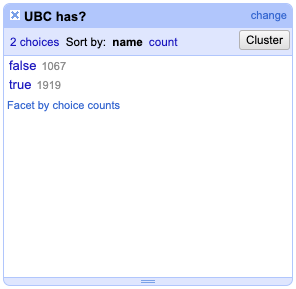 UBC has? change
2 choices Sort by: name count Cluster
false 1067
true 1919
Facet by choice counts